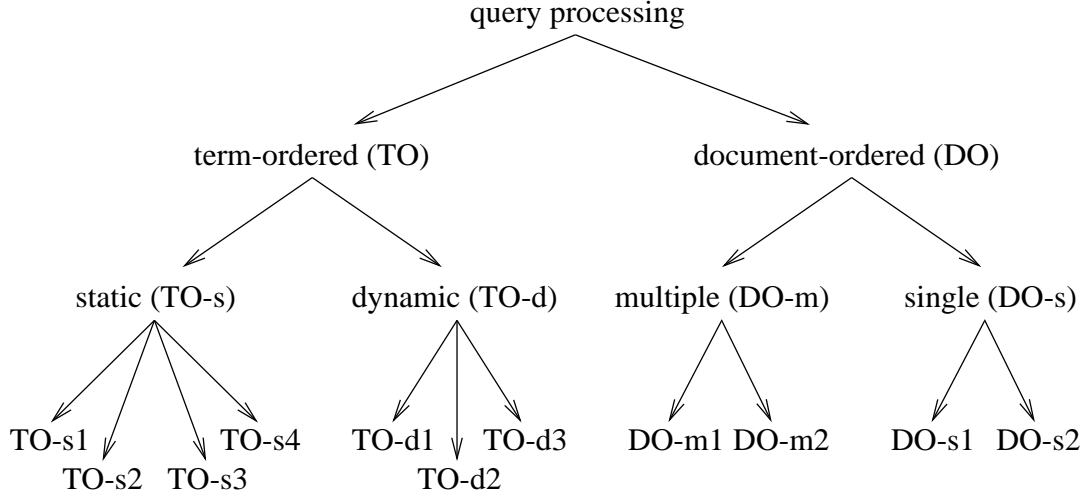 query processing
term-ordered (TO) document-ordered (DO)
static (TO-s) dynamic (TO-d) multiple (DO-m) single (DO-s)
TO-s1 TO-s4 TO-d1 TO-d3 DO-m1 DO-m2 DO-s1 DO-s2
TO-s2 TO-s3 TO-d2